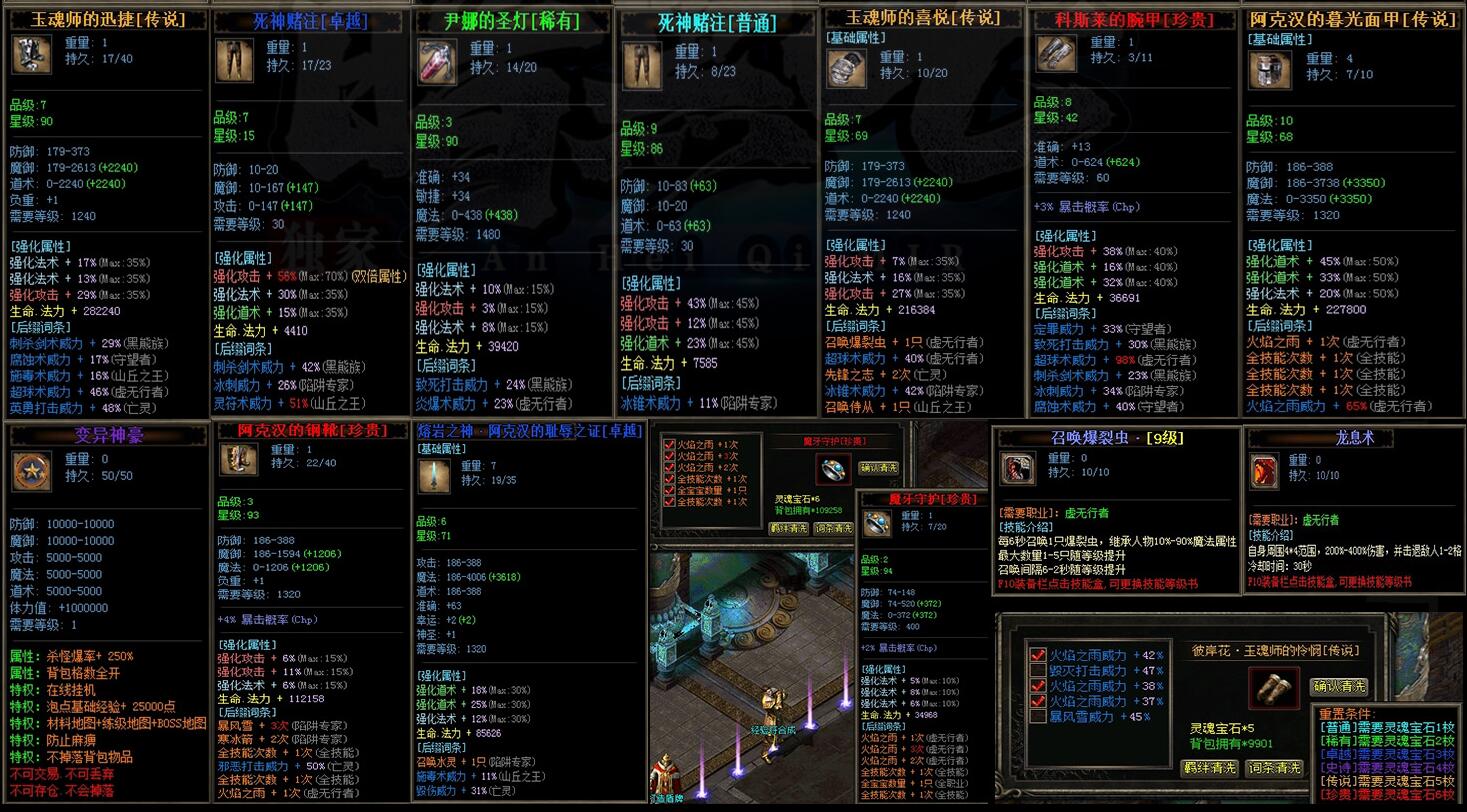 玉魂师的迅捷[传说]
重量: 1
持久: 17/40
品级:7
星级:90
防御: 179-373
魔御: 179-2613(+2240)
道术: 0-2240(+2240)
负重: +1
需要等级: 1240
[强化属性]
强化法术 + 17%(Max:35%)
强化法术 + 13%(Max:35%)
强化攻击 + 29%(Max:35%)
生命.法力 + 282240
[后缀词条]
刺杀剑术威力 + 29%(黑熊族)
腐蚀术威力 + 17%(守望者)
施毒术威力 + 16%(山丘之王)
超球术威力 + 46%(虚无行者)
英勇打击威力 + 48%(亡灵)
死神赌注[卓越]
重量: 1
持久: 17/23
品级:7
星级:15
防御: 10-20
魔御: 10-167(+147)
攻击: 0-147(+147)
需要等级: 30
[强化属性]
强化攻击 + 56%(Max:70%)(双倍属性)
强化法术 + 30%(Max:35%)
强化道术 + 15%(Max:35%)
生命.法力 + 4410
[后缀词条]
刺杀剑术威力 + 42%(黑熊族)
冰刺威力 + 26%(陷阱专家)
灵符术威力 + 51%(山丘之王)
尹娜的圣灯[稀有]
重量: 1
持久: 14/20
品级:3
星级:90
准确: +34
敏捷: +34
魔法: 0-438(+438)
需要等级: 1480
[强化属性]
强化法术 + 10%(Max:15%)
强化攻击 + 3%(Max:15%)
强化法术 + 8%(Max:15%)
生命.法力 + 39420
[后缀词条]
致死打击威力 + 24%(黑熊族)
炎爆术威力 + 23%(虚无行者)
死神赌注[普通]
重量: 1
持久: 8/23
品级:9
星级:86
防御: 10-83(+63)
魔御: 10-20
道术: 0-63(+63)
需要等级: 30
[强化属性]
强化攻击 + 43%(Max:45%)
强化攻击 + 12%(Max:45%)
强化道术 + 23%(Max:45%)
生命.法力 + 7585
[后缀词条]
冰锥术威力 + 11%(陷阱专家)
玉魂师的喜悦[传说]
[基础属性]
重量: 1
持久: 10/20
品级:7
星级:69
防御: 179-373
魔御: 179-2613(+2240)
道术: 0-2240(+2240)
需要等级: 1240
[强化属性]
强化攻击 + 7%(Max:35%)
强化法术 + 16%(Max:35%)
强化攻击 + 27%(Max:35%)
生命.法力 + 216384
[后缀词条]
召唤爆裂虫 + 1只(虚无行者)
超球术威力 + 40%(虚无行者)
先锋之志 + 2次(亡灵)
冰锥术威力 + 42%(陷阱专家)
召唤侍从 + 1只(山丘之王)
科斯莱的腕甲[珍贵]
重量: 1
持久: 3/11
品级:8
星级:42
准确: +13
道术: 0-624(+624)
需要等级: 60
+3% 暴击概率(Chp)
[强化属性]
强化攻击 + 38%(Max:40%)
强化道术 + 16%(Max:40%)
强化道术 + 32%(Max:40%)
生命.法力 + 36691
[后缀词条]
定罪威力 + 33%(守望者)
致死打击威力 + 30%(黑熊族)
超球术威力 + 98%(虚无行者)
刺杀剑术威力 + 23%(黑熊族)
冰刺威力 + 34%(陷阱专家)
腐蚀术威力 + 40%(守望者)
阿克汉的暮光面甲[传说]
[基础属性]
重量: 4
持久: 7/10
品级:10
星级:68
防御: 186-388
魔御: 186-3738(+3350)
魔法: 0-3350(+3350)
需要等级: 1320
[强化属性]
强化道术 + 45%(Max:50%)
强化道术 + 33%(Max:50%)
强化法术 + 20%(Max:50%)
生命.法力 + 227800
[后缀词条]
火焰之雨 + 1次(虚无行者)
全技能次数 + 1次(全技能)
全技能次数 + 1次(全技能)
全技能次数 + 1次(全技能)
火焰之雨威力 + 65%(虚无行者)
变异神豪
重量: 0
持久: 50/50
防御: 10000-10000
魔御: 10000-10000
攻击: 5000-5000
魔法: 5000-5000
道术: 5000-5000
体力值: +1000000
需要等级: 1
属性: 杀怪爆率+ 250%
属性: 背包格数全开
特权: 在线挂机
特权: 泡点基础经验+ 25000点
特权: 材料地图+练级地图+BOSS地图
特权: 防止麻痹
特权: 不掉落背包物品
不可交易.不可丢弃
不可存仓.不会掉落
阿克汉的钢靴[珍贵]
重量: 1
持久: 22/40
品级:3
星级:93
防御: 186-388
魔御: 186-1594(+1206)
魔法: 0-1206(+1206)
负重: +1
需要等级: 1320
+4% 暴击概率(Chp)
[强化属性]
强化攻击 + 6%(Max:15%)
强化攻击 + 11%(Max:15%)
强化法术 + 6%(Max:15%)
生命.法力 + 112158
[后缀词条]
暴风雪 + 3次(陷阱专家)
寒冰箭 + 2次(陷阱专家)
全技能次数 + 1次(全技能)
邪恶打击威力 + 50%(亡灵)
全技能次数 + 1次(全技能)
火焰之雨 + 1次(虚无行者)
熔岩之神·阿克汉的耻辱之证[卓越]
[基础属性]
重量: 7
持久: 19/35
品级:6
星级:71
攻击: 186-388
魔法: 186-4006(+3618)
道术: 186-388
准确: +63
幸运: +2(+2)
神圣: +1
需要等级: 1320
[强化属性]
强化道术 + 18%(Max:30%)
强化道术 + 25%(Max:30%)
强化法术 + 12%(Max:30%)
生命.法力 + 85626
[后缀词条]
召唤水灵 + 1只(陷阱专家)
施毒术威力 + 11%(山丘之王)
毁伤威力 + 31%(亡灵)
火焰之雨 +1次
火焰之雨 +3次
火焰之雨 +2次
全技能次数 +1次
全宝宝数量 +1只
全技能次数 +1次
魔牙守护[珍贵]
确认清洗
灵魂宝石*6
背包拥有*109258
羁绊清洗
词条清洗
经验符合成
打造盾牌
魔牙守护[珍贵]
重量: 1
持久: 7/20
品级:2
星级:94
防御: 74-148
魔御: 74-520(+372)
魔法: 0-372(+372)
需要等级: 400
+2% 暴击概率(Chp)
[强化属性]
强化法术 + 5%(Max:10%)
强化法术 + 8%(Max:10%)
强化法术 + 6%(Max:10%)
生命.法力 + 34968
[后缀词条]
火焰之雨 + 1次(虚无行者)
火焰之雨 + 3次(虚无行者)
火焰之雨 + 2次(虚无行者)
全技能次数 + 1次(全技能)
全宝宝数量 + 1只(全职业)
全技能次数 + 1次(全技能)
召唤爆裂虫 · [9级]
重量: 0
持久: 10/10
[需要职业]: 虚无行者
[技能介绍]
每6秒召唤1只爆裂虫,继承人物10%-90%魔法属性
最大数量1-5只随等级提升
召唤间隔6-2秒随等级提升
F10装备栏点击技能盒,可更换技能等级书
龙息术
重量: 0
持久: 10/10
[需要职业]: 虚无行者
[技能介绍]
自身周围4*4范围, 200%-400%伤害, 并击退敌人1-2格
冷却时间: 30秒
F10装备栏点击技能盒,可更换技能等级书
火焰之雨威力 +42%
毁灭打击威力 +47%
火焰之雨威力 +38%
火焰之雨威力 +37%
暴风雪威力 +45%
彼岸花·玉魂师的怜悯[传说]
确认清洗
灵魂宝石*5
背包拥有*9901
羁绊清洗
词条清洗
重置条件:
[普通]需要灵魂宝石1枚
[稀有]需要灵魂宝石2枚
[卓越]需要灵魂宝石3枚
[史诗]需要灵魂宝石4枚
[传说]需要灵魂宝石5枚
[珍贵]需要灵魂宝石6枚